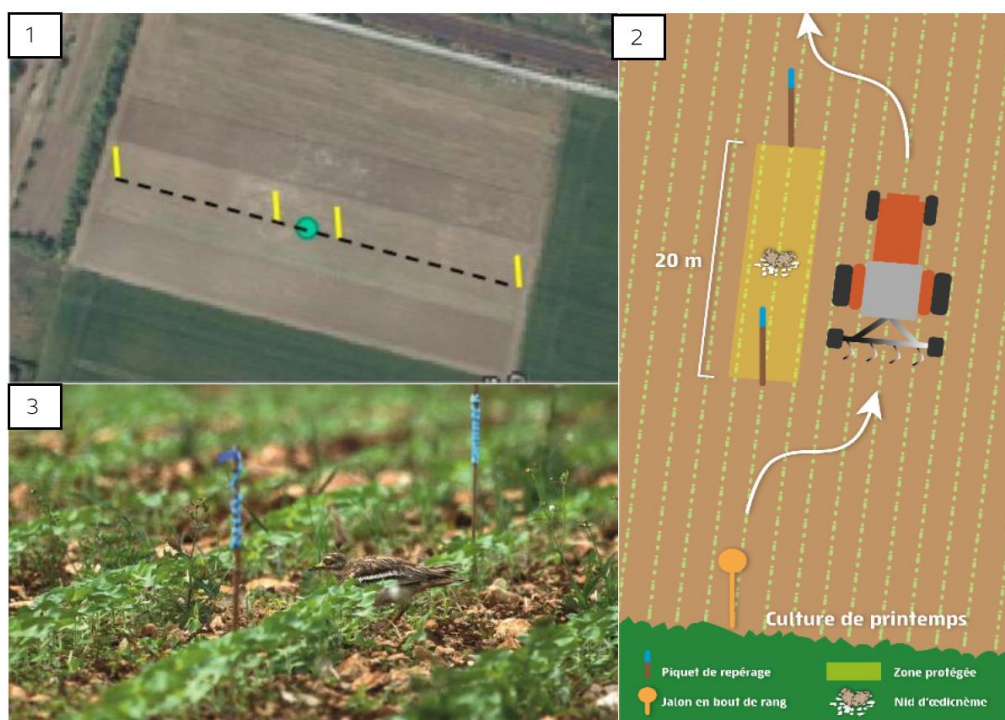 1
2
20 m
3
Culture de printemps
Piquet de repérage
Zone protégée
Jalon en bout de rang
Nid d'œdicnème